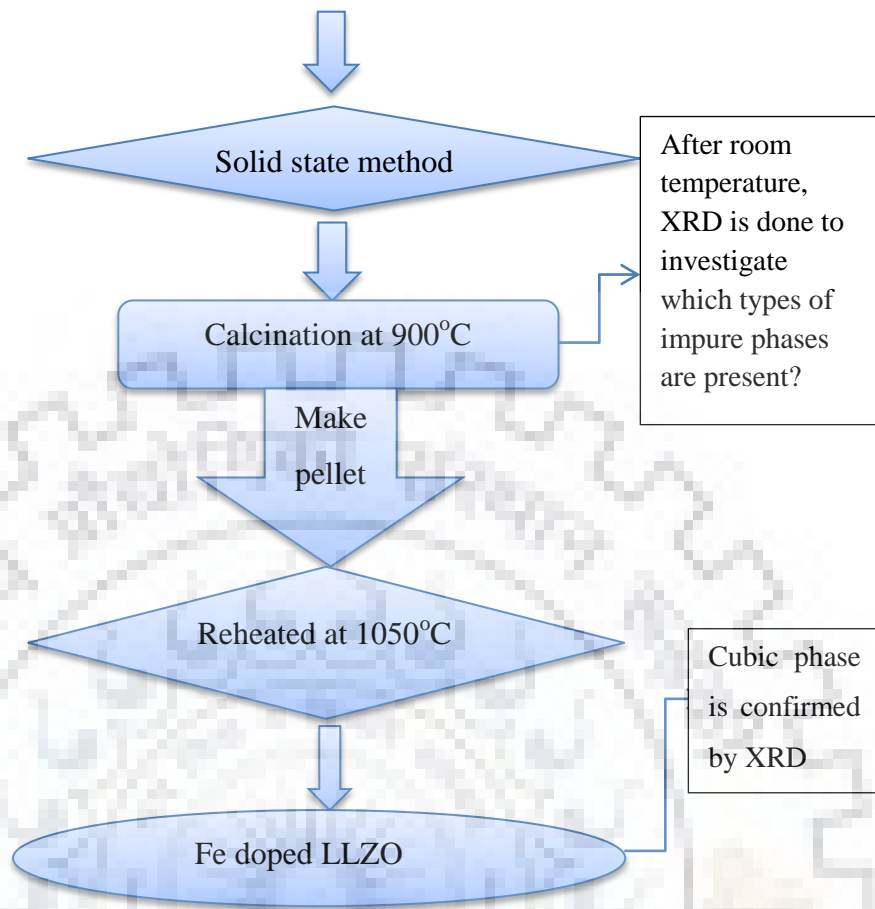 Solid state method
After room
temperature,
XRD is done to
investigate
which types of
impure phases
are present?
Calcination at 900°C
Make
pellet
Reheated at 1050°C
Cubic phase
is confirmed
by XRD
Fe doped LLZO